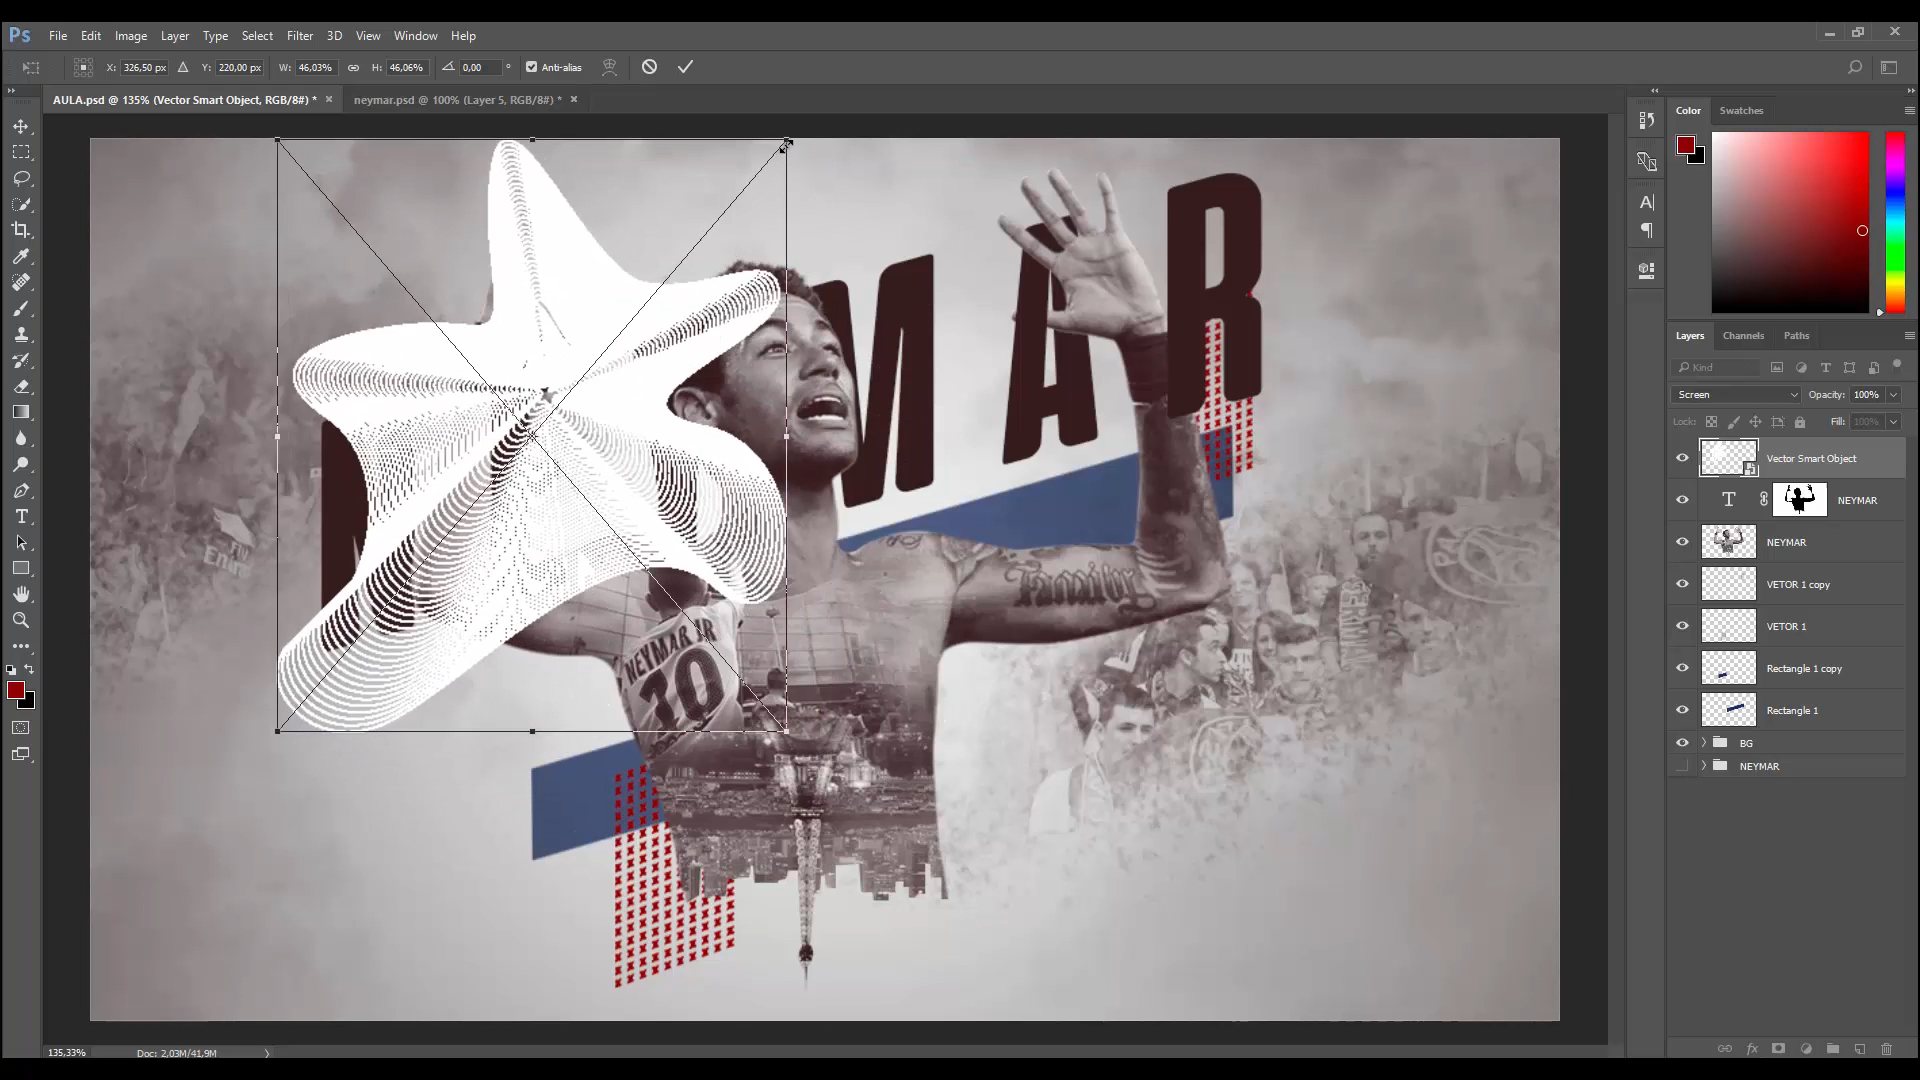 Ps File Edit Image Layer Type Select Filter 3D View Window Help
X: 326,50 px Y: 220,00 px W: 46,03% H: 46,06% 0,00 ° Anti-alias
AULA.psd @ 135% (Vector Smart Object, RGB/8#) * × neymar.psd @ 100% (Layer 5, RGB/8#) * ×
Color Swatches
MAR
NEYMAR JR
10
Family
Layers Channels Paths
Kind
Screen Opacity: 100%
Lock: Fill: 100%
Vector Smart Object
NEYMAR
NEYMAR
VETOR 1 copy
VETOR 1
Rectangle 1 copy
Rectangle 1
BG
NEYMAR
135,33% Doc: 2,03M/41,9M